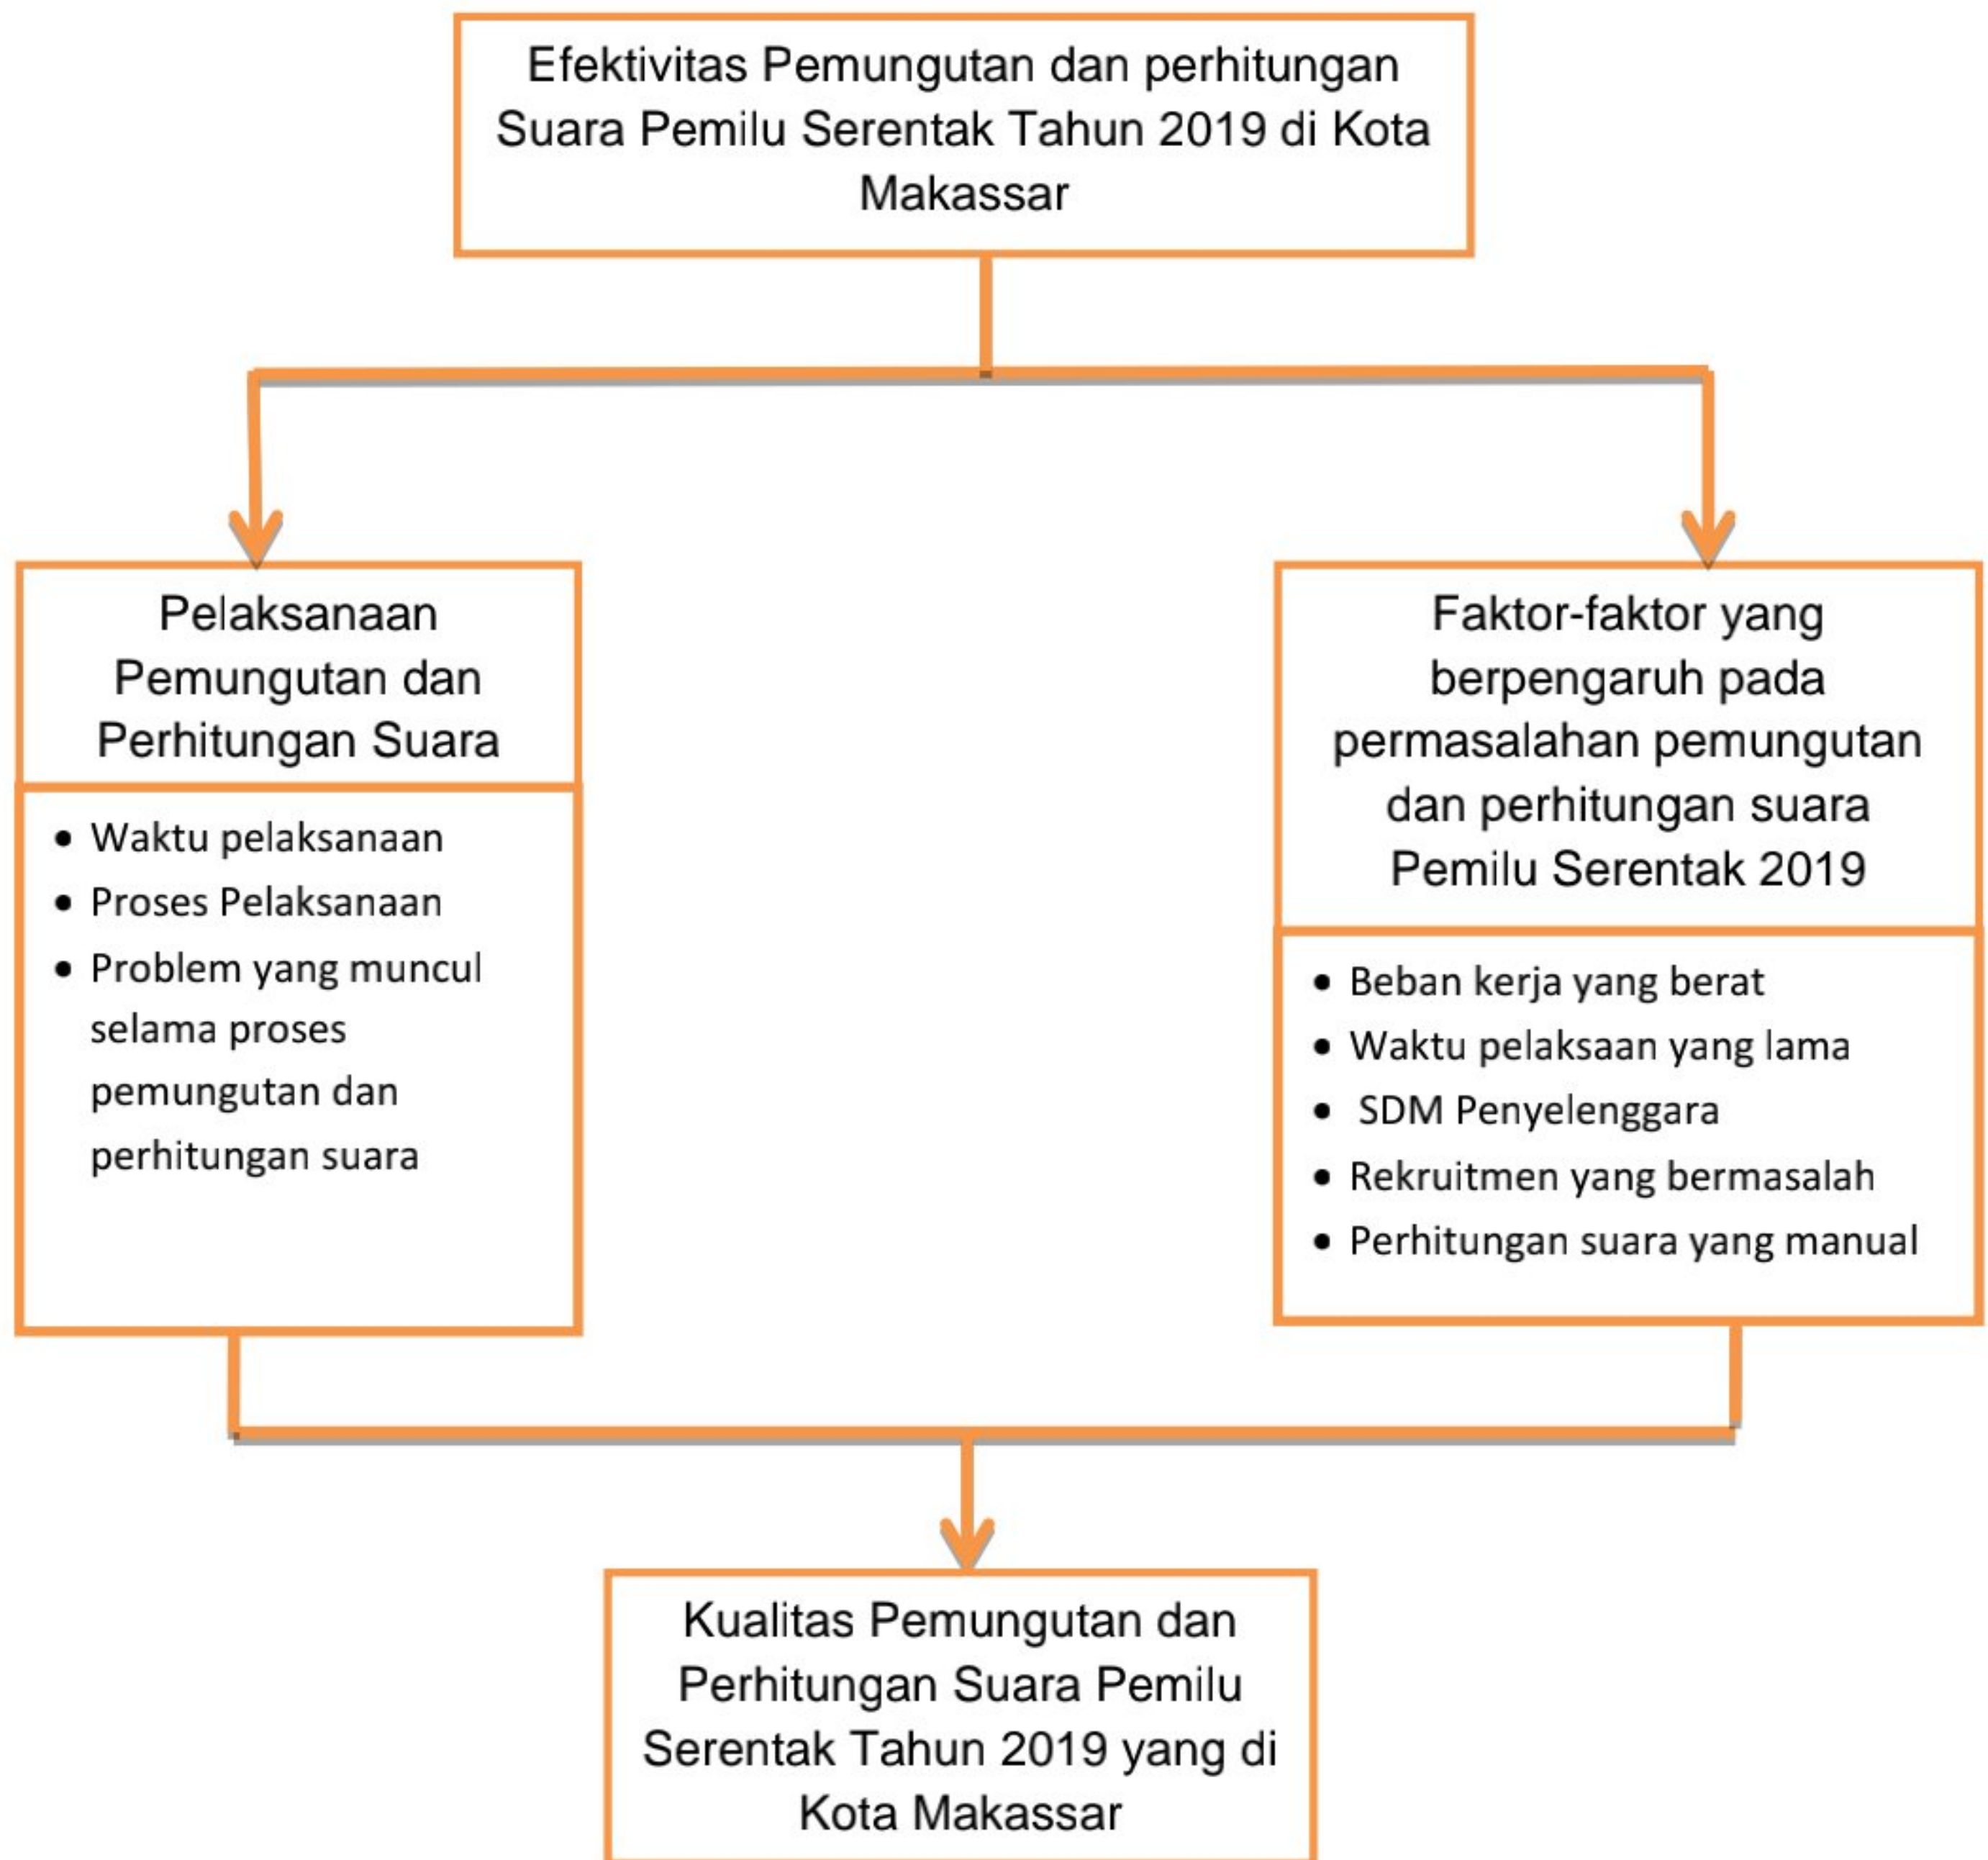 Efektivitas Pemungutan dan perhitungan
Suara Pemilu Serentak Tahun 2019 di Kota
Makassar
Pelaksanaan
Pemungutan dan
Perhitungan Suara
• Waktu pelaksanaan
• Proses Pelaksanaan
• Problem yang muncul
selama proses
pemungutan dan
perhitungan suara
Faktor-faktor yang
berpengaruh pada
permasalahan pemungutan
dan perhitungan suara
Pemilu Serentak 2019
• Beban kerja yang berat
• Waktu pelaksaan yang lama
• SDM Penyelenggara
• Rekruitmen yang bermasalah
• Perhitungan suara yang manual
Kualitas Pemungutan dan
Perhitungan Suara Pemilu
Serentak Tahun 2019 yang di
Kota Makassar